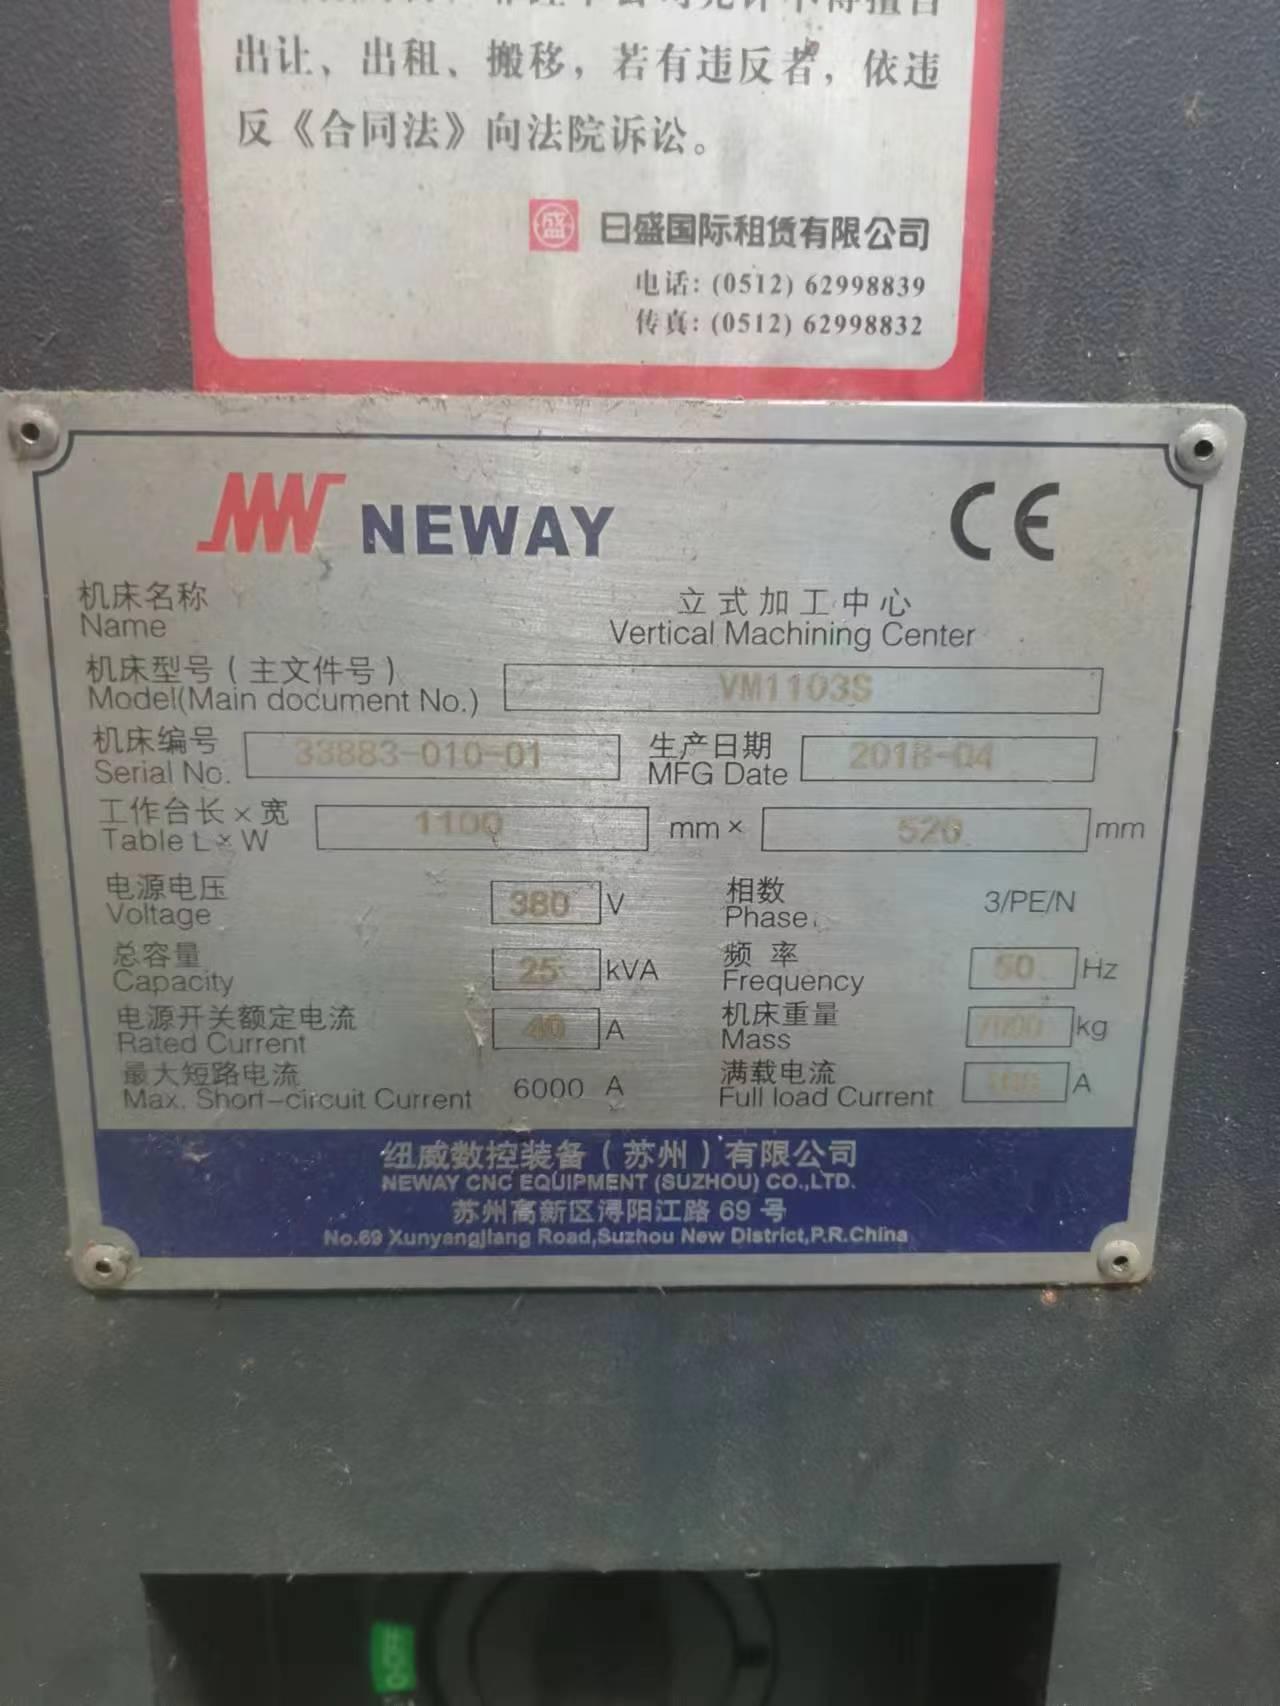 出让、出租、搬移，若有违反者，依违
反《合同法》向法院诉讼。
盛 日盛国际租赁有限公司
电话: (0512) 62998839
传真: (0512) 62998832
NEWAY CE
机床名称 立式加工中心
Name Vertical Machining Center
机床型号(主文件号) VM1103S
Model(Main document No.)
机床编号 33883-010-01 生产日期 2018-04
Serial No. MFG Date
工作台长×宽 1100 mm × 520 mm
Table L×W
电源电压 380 V 相数 3/PE/N
Voltage Phase
总容量 25 kVA 频率 50 Hz
Capacity Frequency
电源开关额定电流 40 A 机床重量 7000 kg
Rated Current Mass
最大短路电流 6000 A 满载电流 A
Max. Short-circuit Current Full load Current
纽威数控装备(苏州)有限公司
NEWAY CNC EQUIPMENT (SUZHOU) CO.,LTD.
苏州高新区浔阳江路 69 号
No.69 Xunyangjiang Road,Suzhou New District,P.R.China